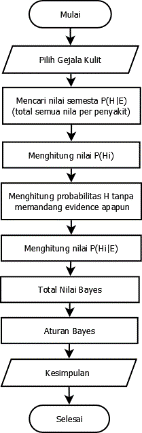 Mulai
Pilih Gejala Kulit
Mencari nilai semesta P(H|E)
(total semua nila per penyakit)
Menghitung nilai P(Hi)
Menghitung probabilitas H tanpa
memandang evidence apapun
Menghitung nilai P(Hi|E)
Total Nilai Bayes
Aturan Bayes
Kesimpulan
Selesai